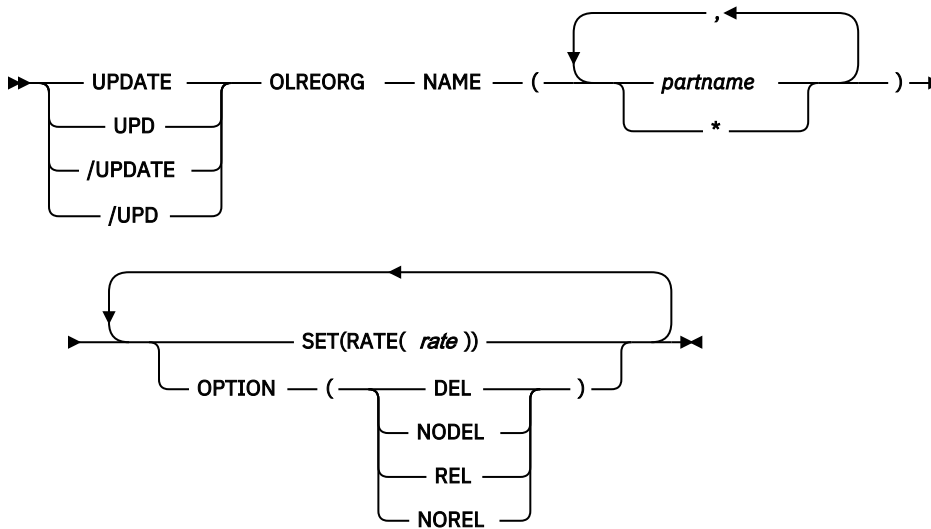 ,
UPDATE OLREORG NAME ( partname )
UPD *
/UPDATE
/UPD
SET(RATE( rate ))
OPTION ( DEL )
NODEL
REL
NOREL